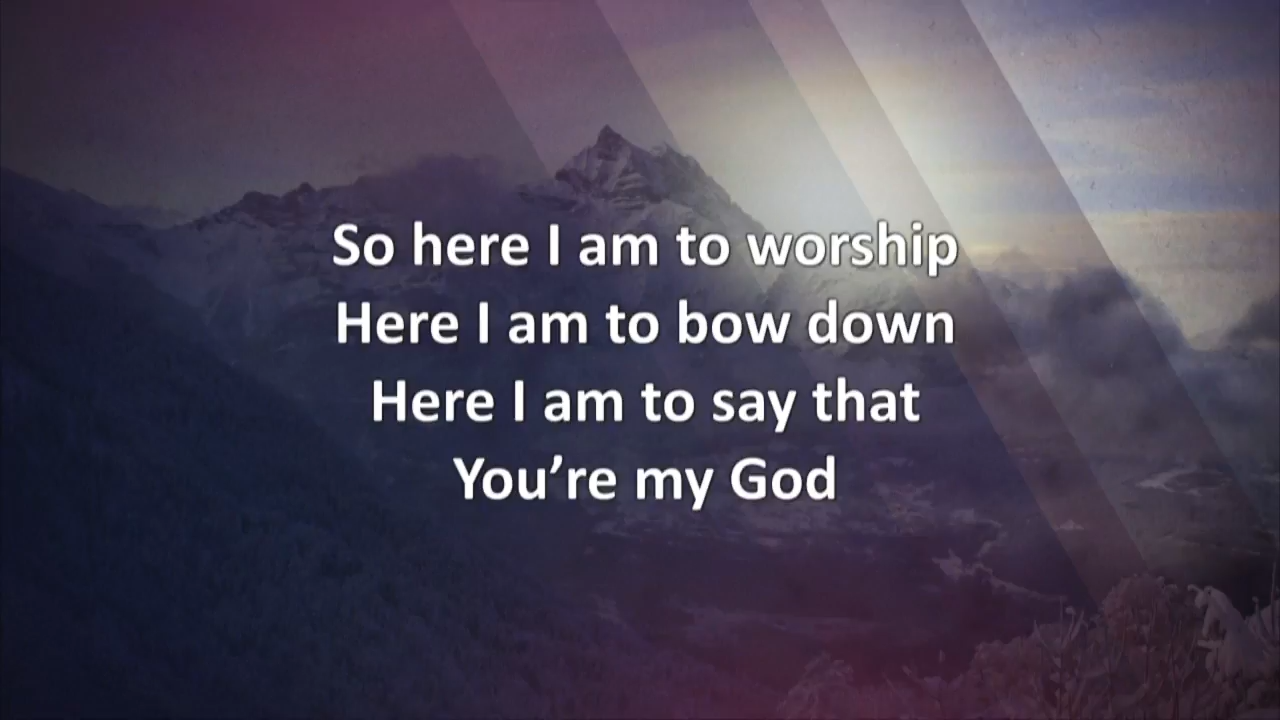 So here I am to worship
Here I am to bow down
Here I am to say that
You’re my God